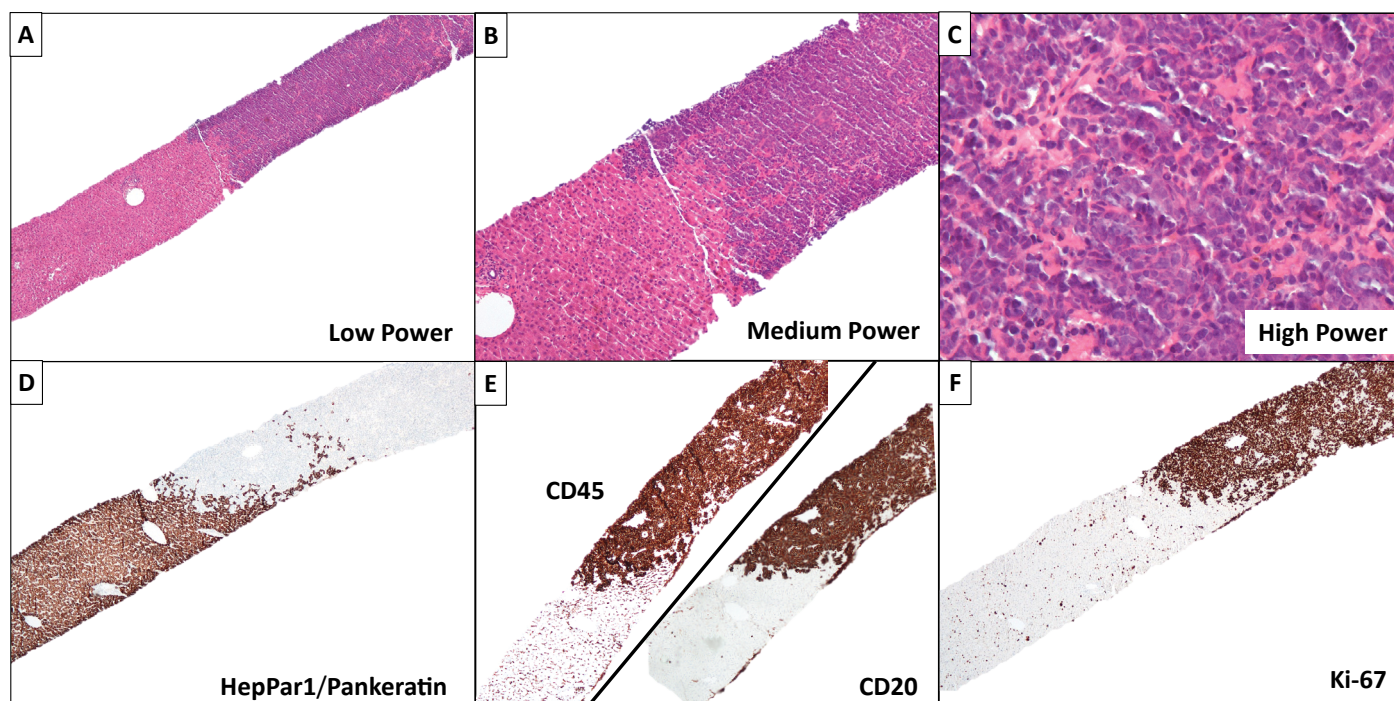 A
Low Power
B
Medium Power
C
High Power
D
HepPar1/Pankeratin
E
CD45
CD20
F
Ki-67